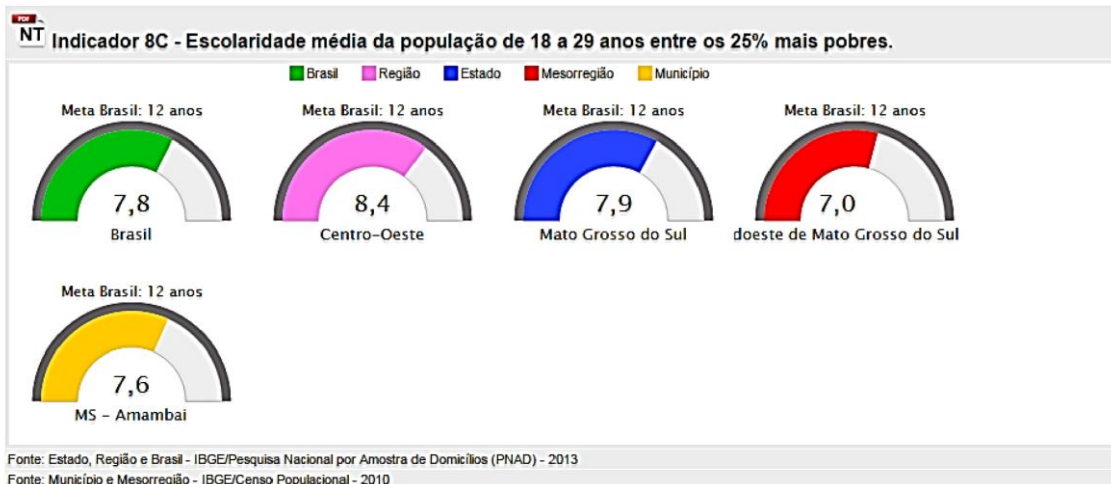 PDF
NT Indicador 8C - Escolaridade média da população de 18 a 29 anos entre os 25% mais pobres.
Brasil Região Estado Mesorregião Município
Meta Brasil: 12 anos Meta Brasil: 12 anos Meta Brasil: 12 anos Meta Brasil: 12 anos
7,8 8,4 7,9 7,0
Brasil Centro-Oeste Mato Grosso do Sul doeste de Mato Grosso do Sul
Meta Brasil: 12 anos
7,6
MS - Amambai
Fonte: Estado, Região e Brasil - IBGE/Pesquisa Nacional por Amostra de Domicílios (PNAD) - 2013
Fonte: Município e Mesorregião - IBGE/Censo Populacional - 2010